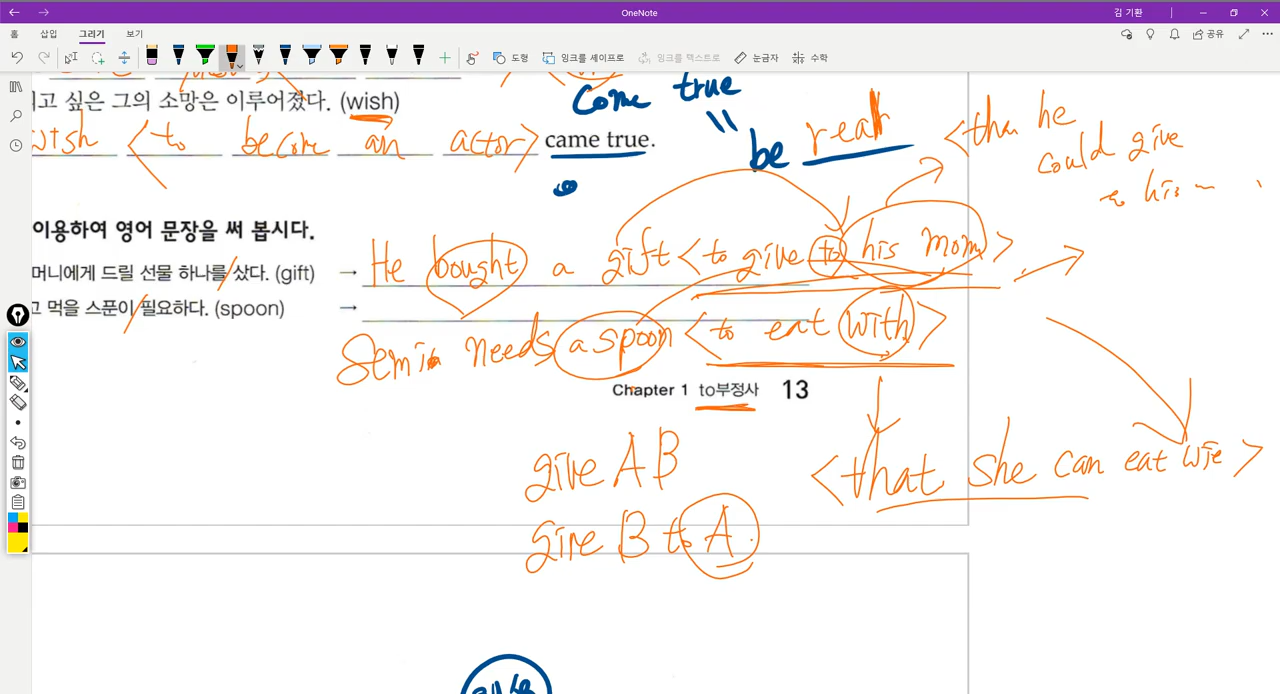 OneNote
김 기환
홈 삽입 그리기 보기
공유
도형 잉크를 셰이프로 잉크를 텍스트로 눈금자 수학
고 싶은 그의 소망은 이루어졌다. (wish)
come true
wish < to become an actor > came true.
"
be real
<than he
could give
to his ~
이용하여 영어 문장을 써 봅시다.
머니에게 드릴 선물 하나를/샀다. (gift) → He bought a gift <to give to his mom>
고 먹을 스푼이/필요하다. (spoon) →
Semi needs a spoon <to eat with>
Chapter 1 to부정사 13
give A B
<that she can eat wie>
give B to A.